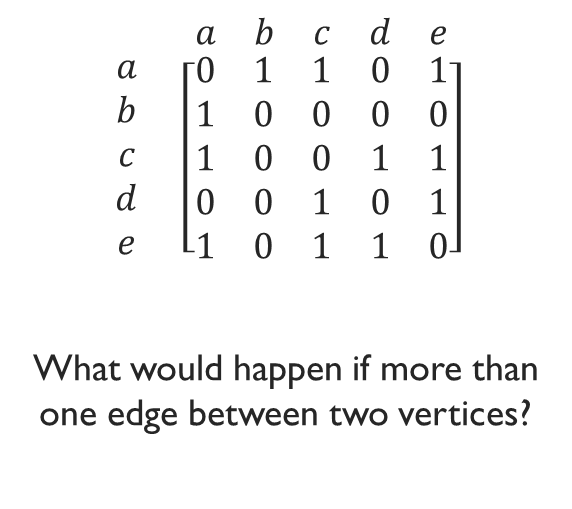 a b c d e
a 0 1 1 0 1
b 1 0 0 0 0
c 1 0 0 1 1
d 0 0 1 0 1
e 1 0 1 1 0
What would happen if more than
one edge between two vertices?